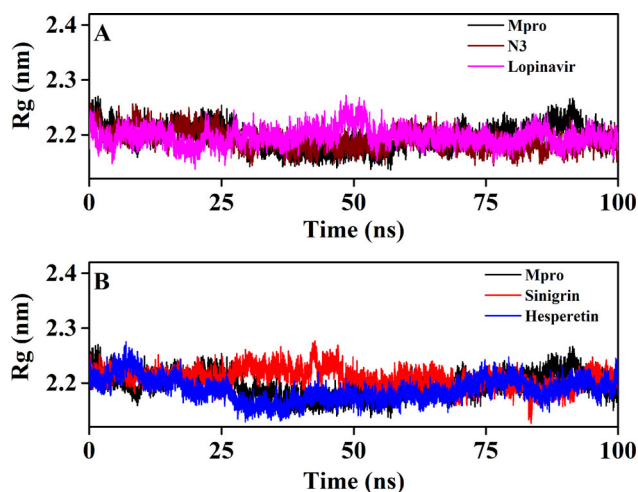 A
Mpro
N3
Lopinavir
Rg (nm)
2.4
2.3
2.2
0 25 50 75 100
Time (ns)
B
Mpro
Sinigrin
Hesperetin
Rg (nm)
2.4
2.3
2.2
0 25 50 75 100
Time (ns)